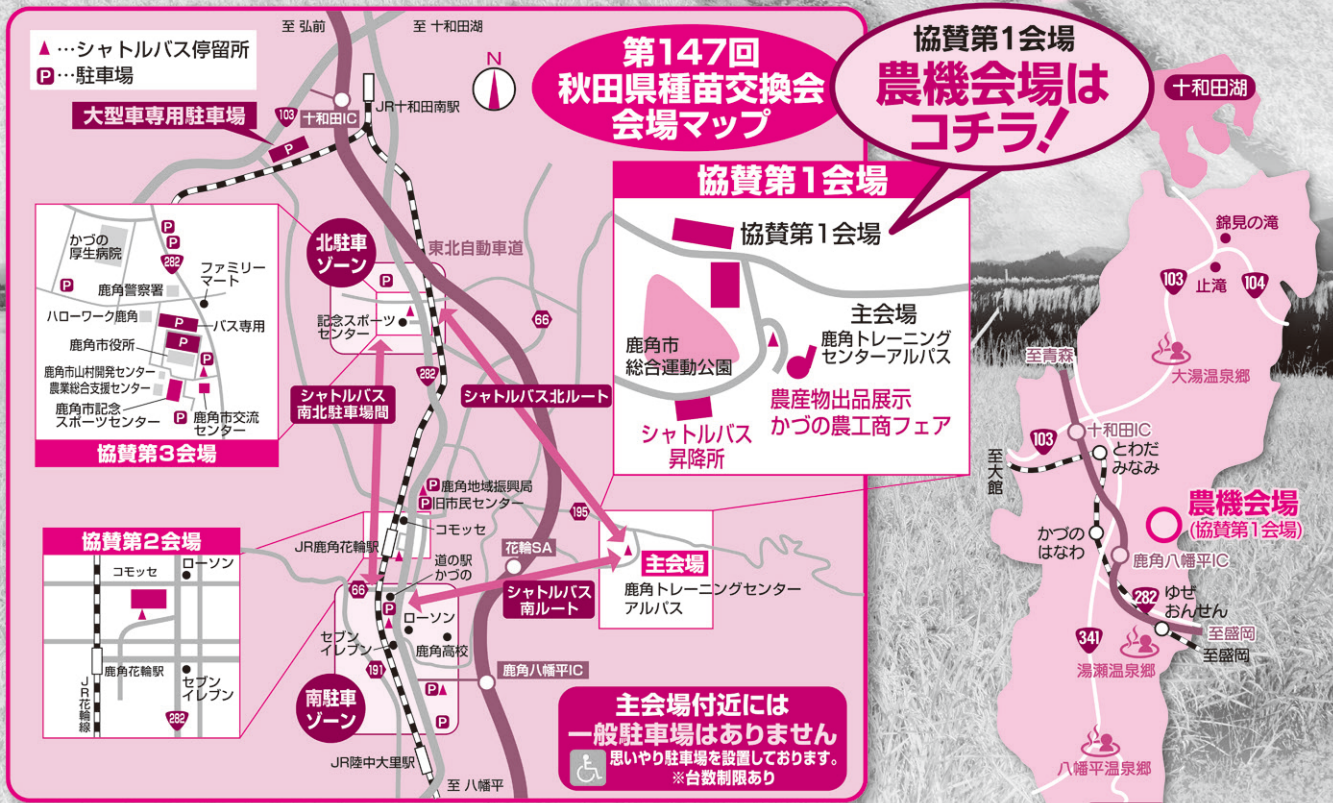 至 弘前
至 十和田湖
▲…シャトルバス停留所
P…駐車場
大型車専用駐車場
P
103
十和田IC
JR十和田南駅
N
第147回
秋田県種苗交換会
会場マップ
協賛第1会場
農機会場は
コチラ!
十和田湖
協賛第1会場
協賛第1会場
鹿角市
総合運動公園
主会場
鹿角トレーニング
センターアルパス
農産物出品展示
かづの農工商フェア
シャトルバス
昇降所
かづの
厚生病院
P
P
P
282
ファミリー
マート
鹿角警察署
ハローワーク鹿角
P
バス専用
P
鹿角市役所
鹿角市山村開発センター
農業総合支援センター
鹿角市記念
スポーツセンター
P
鹿角市交流
センター
協賛第3会場
北駐車
ゾーン
東北自動車道
P
記念スポーツ
センター
66
282
シャトルバス
南北駐車場間
シャトルバス北ルート
P
鹿角地域振興局
P
旧市民センター
コモッセ
JR鹿角花輪駅
195
花輪SA
道の駅
かづの
66
P
シャトルバス
南ルート
主会場
鹿角トレーニングセンター
アルパス
ローソン
セブン
イレブン
鹿角高校
191
P
P
鹿角八幡平IC
南駐車
ゾーン
JR陸中大里駅
至 八幡平
協賛第2会場
コモッセ
ローソン
鹿角花輪駅
セブン
イレブン
JR花輪線
282
主会場付近には
一般駐車場はありません
思いやり駐車場を設置しております。
※台数制限あり
錦見の滝
103
止滝
104
至青森
大湯温泉郷
十和田IC
103
とわだ
みなみ
至大館
農機会場
(協賛第1会場)
かづの
はなわ
鹿角八幡平IC
282
ゆぜ
おんせん
至盛岡
至盛岡
341
湯瀬温泉郷
八幡平温泉郷